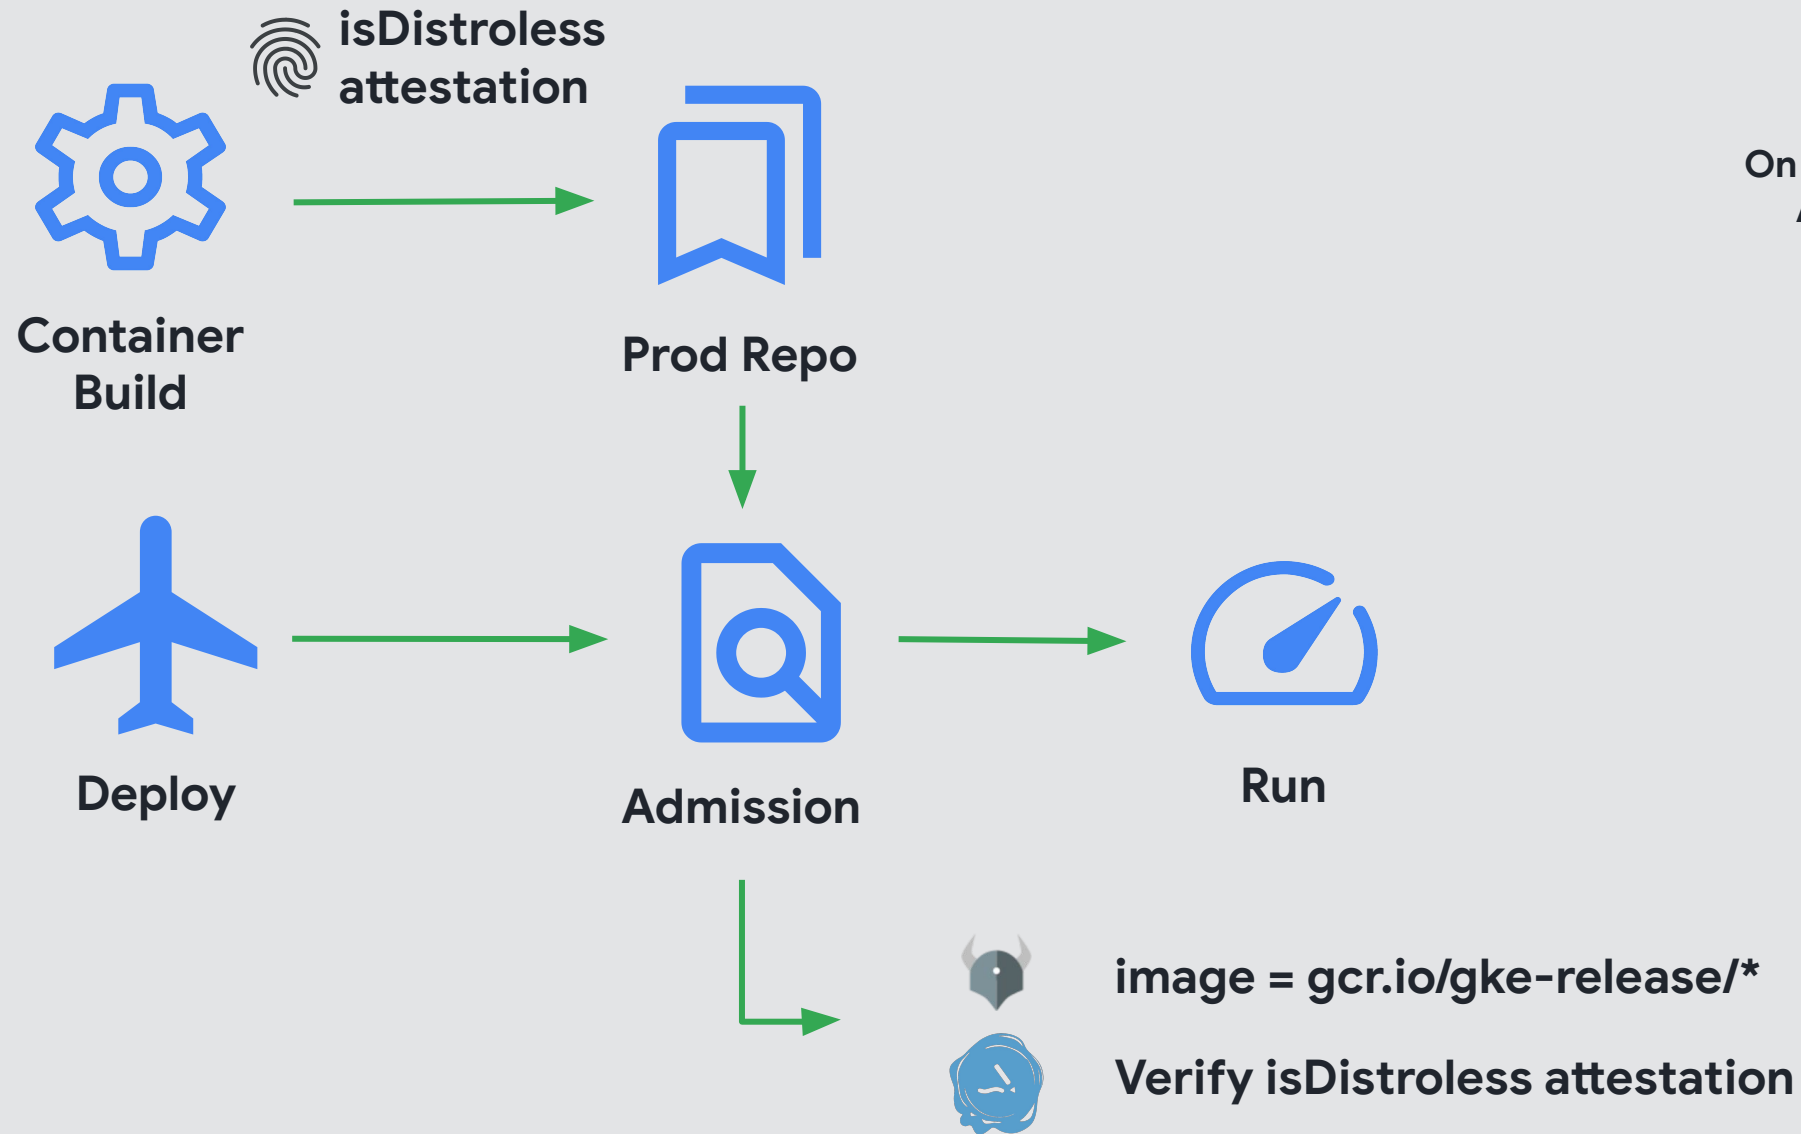 isDistroless
attestation
On
Container
Build
Prod Repo
Deploy
Admission
Run
image = gcr.io/gke-release/*
Verify isDistroless attestation